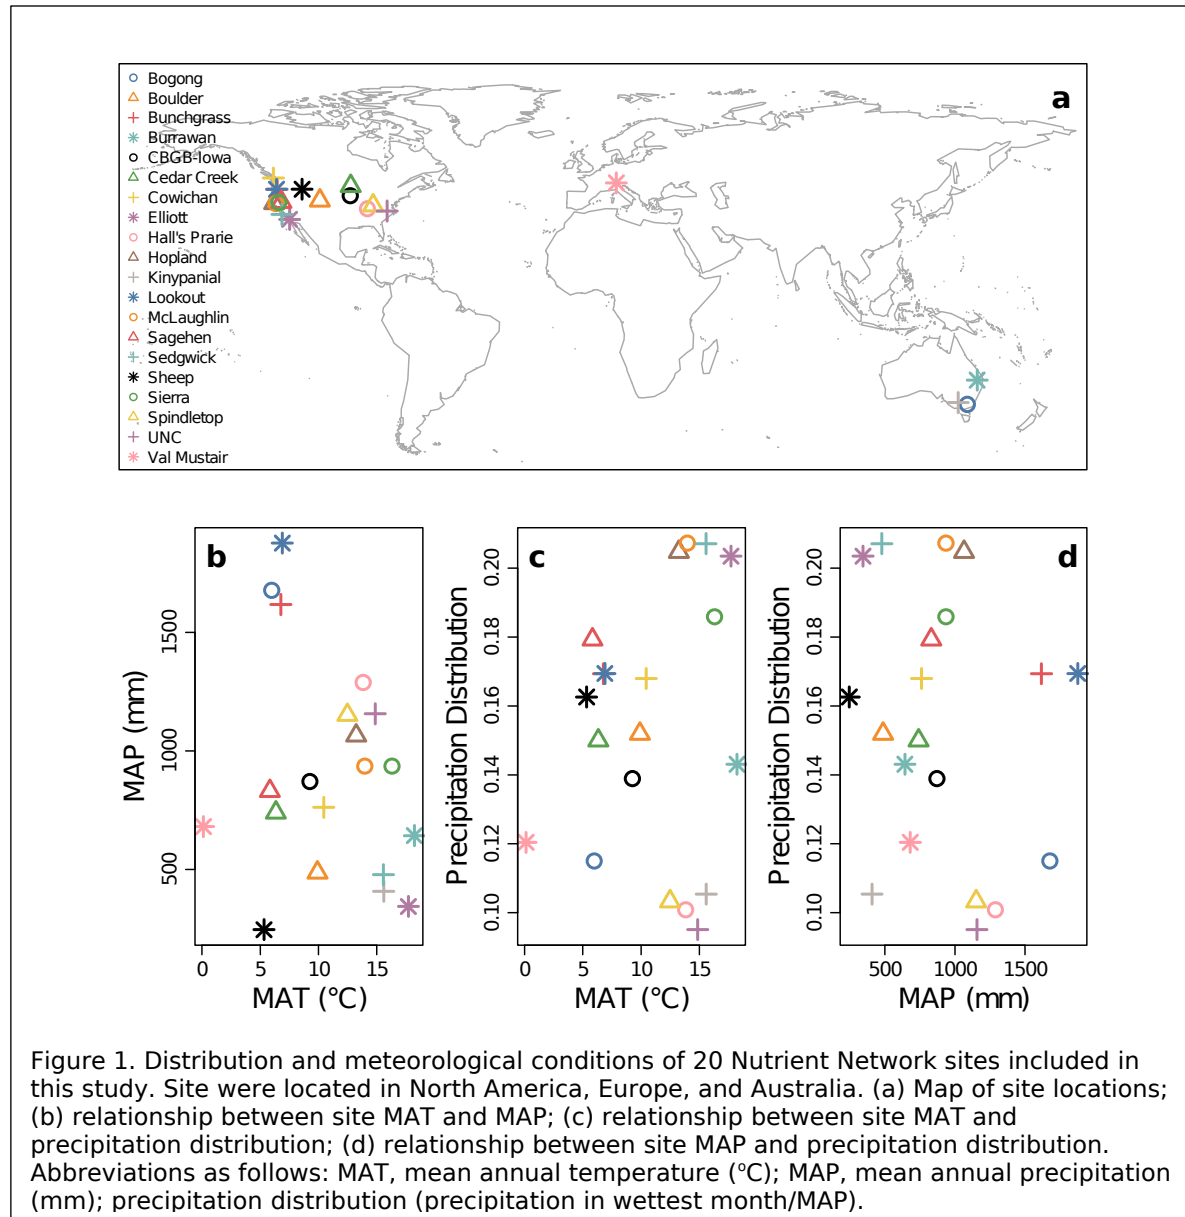 a
Bogong
Boulder
Bunchgrass
Burrawan
CBGB-Iowa
Cedar Creek
Cowichan
Elliott
Hall's Prarie
Hopland
Kinypanial
Lookout
McLaughlin
Sagehen
Sedgwick
Sheep
Sierra
Spindletop
UNC
Val Mustair
b
MAP (mm)
500 1000 1500
0 5 10 15
MAT (°C)
c
Precipitation Distribution
0.10 0.12 0.14 0.16 0.18 0.20
0 5 10 15
MAT (°C)
d
Precipitation Distribution
0.10 0.12 0.14 0.16 0.18 0.20
500 1000 1500
MAP (mm)
Figure 1. Distribution and meteorological conditions of 20 Nutrient Network sites included in
this study. Site were located in North America, Europe, and Australia. (a) Map of site locations;
(b) relationship between site MAT and MAP; (c) relationship between site MAT and
precipitation distribution; (d) relationship between site MAP and precipitation distribution.
Abbreviations as follows: MAT, mean annual temperature (°C); MAP, mean annual precipitation
(mm); precipitation distribution (precipitation in wettest month/MAP).